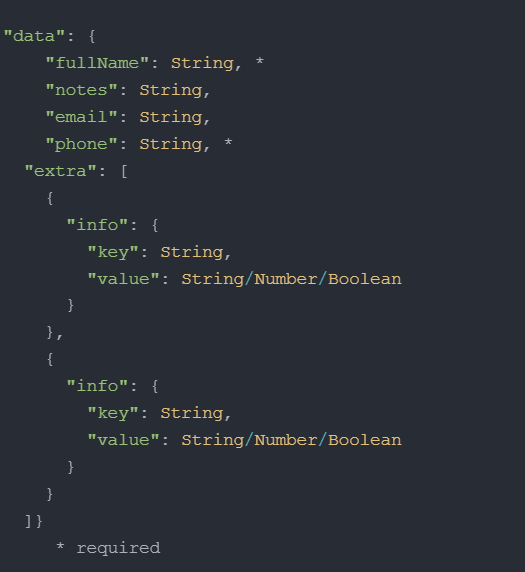 "data": {
    "fullName": String, *
    "notes": String,
    "email": String,
    "phone": String, *
  "extra": [
    {
      "info": {
        "key": String,
        "value": String/Number/Boolean
      }
    },
    {
      "info": {
        "key": String,
        "value": String/Number/Boolean
      }
    }
  ]}
     * required